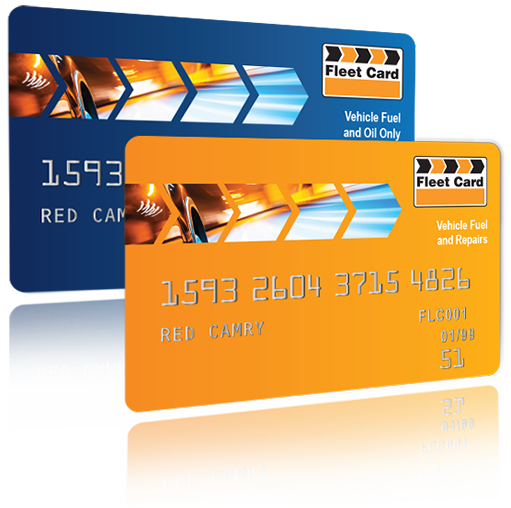 Fleet Card
Vehicle Fuel
and Oil Only
1593
RED CAM
Fleet Card
Vehicle Fuel
and Repairs
1593 2604 3715 4826
FLC001
RED CAMRY
01/99
51